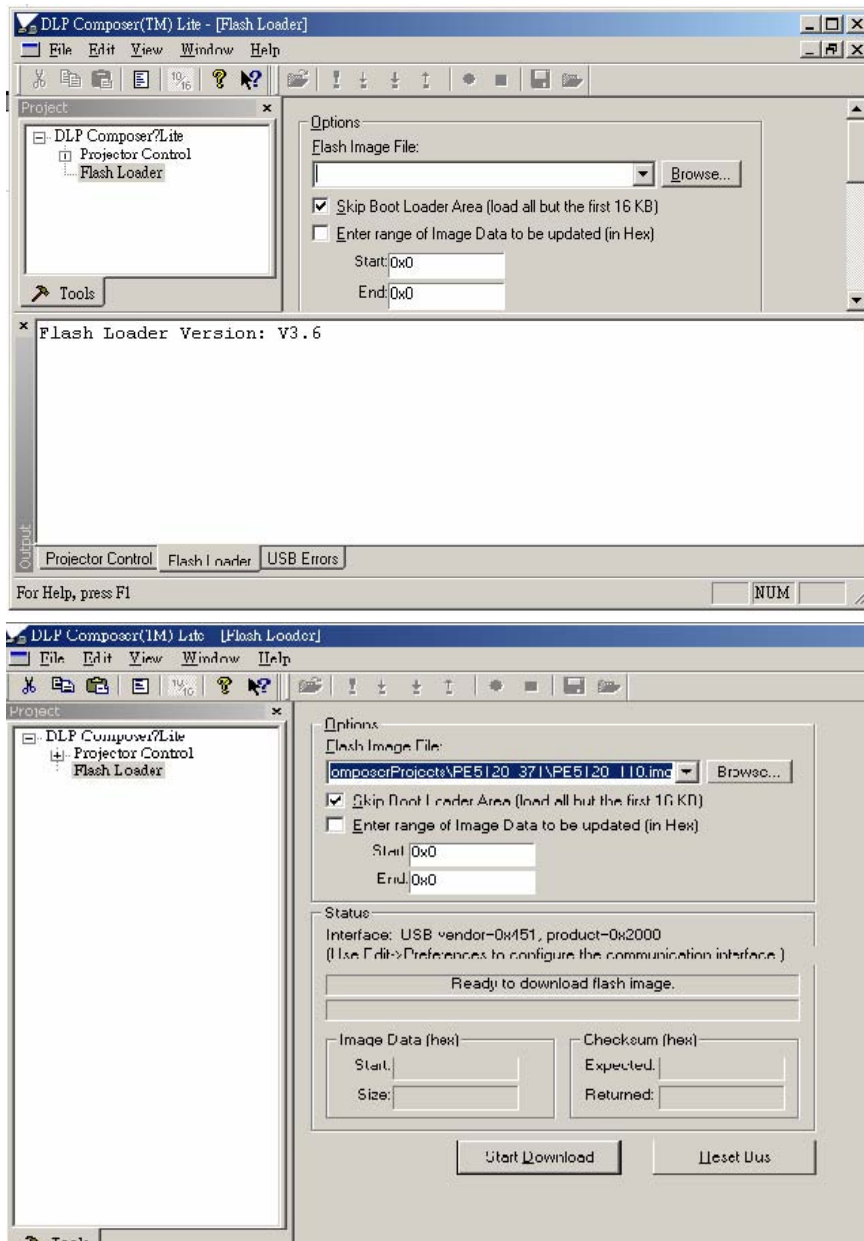 DLP Composer(TM) Lite - [Flash Loader]
File Edit View Window Help
10/16
Project
DLP Composer?Lite
Projector Control
Flash Loader
Tools
Options
Flash Image File:
Browse...
Skip Boot Loader Area (load all but the first 16 KB)
Enter range of Image Data to be updated (in Hex)
Start: 0x0
End: 0x0
Flash Loader Version: V3.6
Output
Projector Control Flash Loader USB Errors
For Help, press F1
NUM
DLP Composer(TM) Lite [Flash Loader]
File Edit View Window Help
10/16
Project
DLP Composer?Lite
Projector Control
Flash Loader
Tools
Options
Flash Image File:
omposerProjects\PE5120_371\PE5120_110.img Browse...
Skip Boot Loader Area (load all but the first 16 KB)
Enter range of Image Data to be updated (in Hex)
Start: 0x0
End: 0x0
Status
Interface: USB vendor=0x451, product=0x2000
(Use Edit->Preferences to configure the communication interface.)
Ready to download flash image.
Image Data (hex)
Start:
Size:
Checksum (hex)
Expected:
Returned:
Start Download Reset Bus